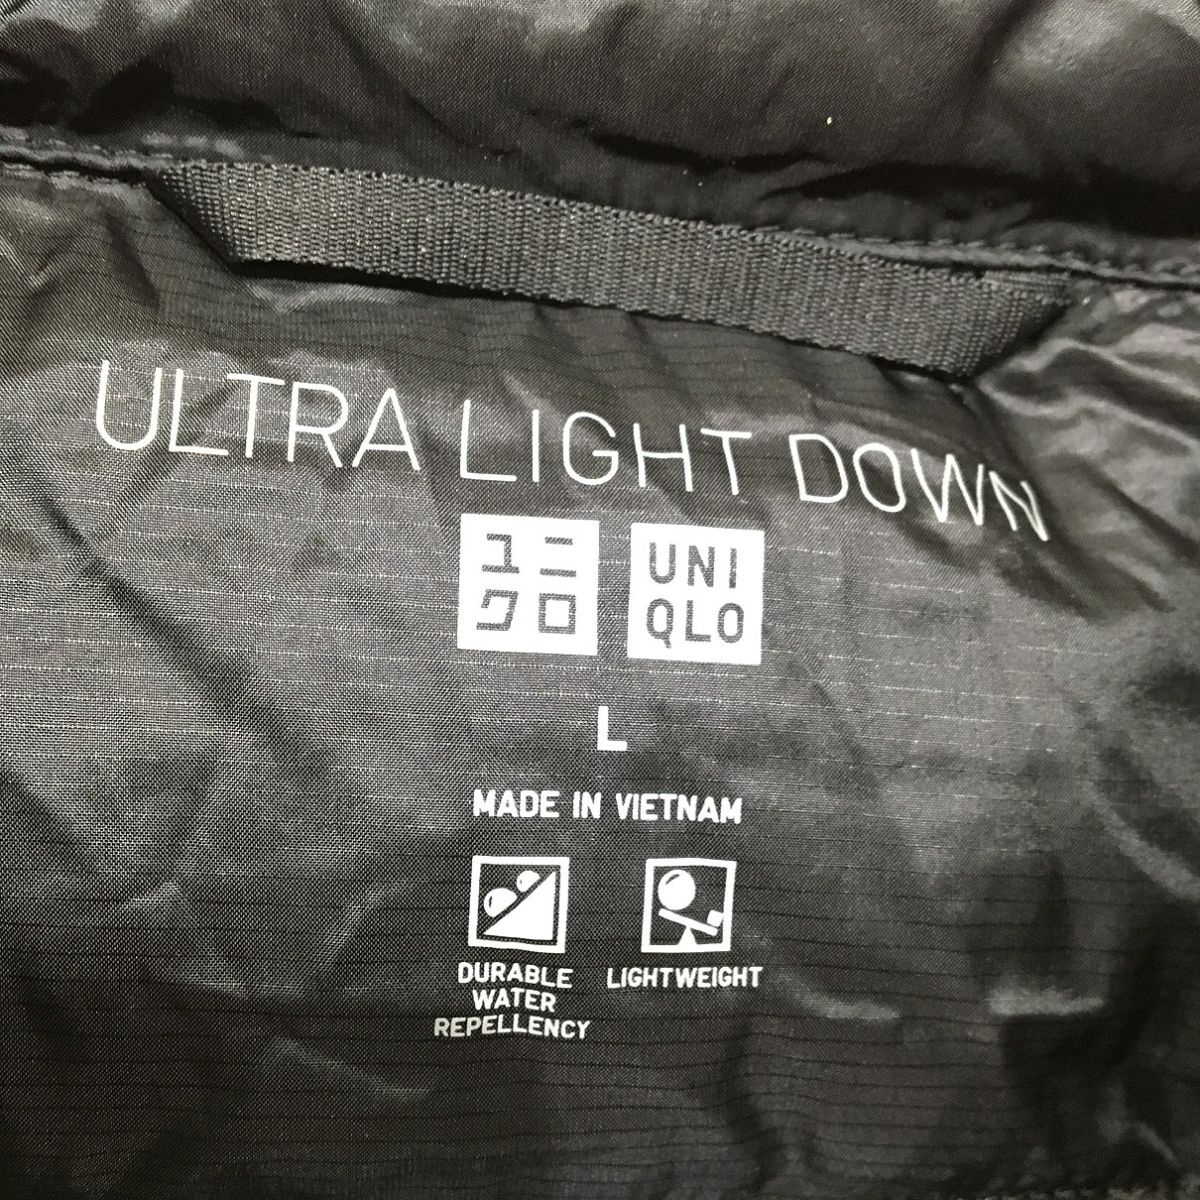 ULTRA LIGHT DOWN
ユニ
クロ
UNI
QLO
L
MADE IN VIETNAM
DURABLE
WATER
REPELLENCY
LIGHTWEIGHT